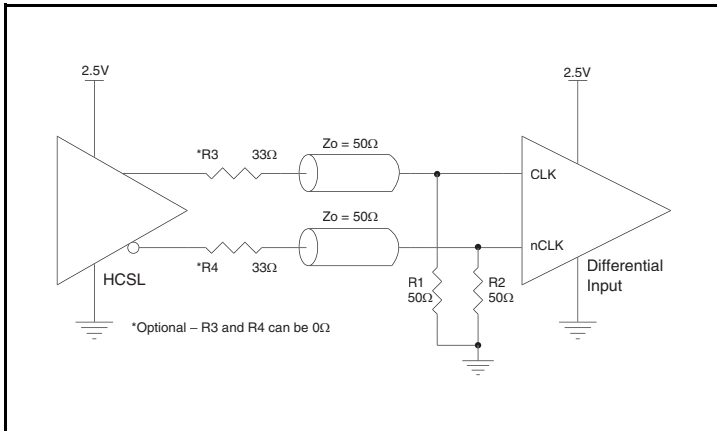 2.5V
2.5V
*R3 33Ω
Zo = 50Ω
CLK
Zo = 50Ω
nCLK
HCSL
*R4 33Ω
R1
50Ω
R2
50Ω
Differential
Input
*Optional – R3 and R4 can be 0Ω